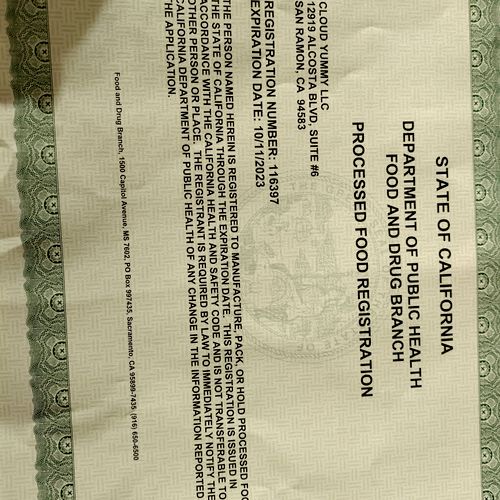 STATE OF CALIFORNIA
DEPARTMENT OF PUBLIC HEALTH
FOOD AND DRUG BRANCH
PROCESSED FOOD REGISTRATION
CLOUD YUMMY LLC
12919 ALCOSTA BLVD. SUITE #6
SAN RAMON, CA 94583
REGISTRATION NUMBER: 116397
EXPIRATION DATE: 10/11/2023
THE PERSON NAMED HEREIN IS REGISTERED TO MANUFACTURE, PACK, OR HOLD PROCESSED
THE STATE OF CALIFORNIA THROUGH THE EXPIRATION DATE. THIS REGISTRATION IS ISSUED IN
ACCORDANCE WITH THE CALIFORNIA HEALTH AND SAFETY CODE AND IS NOT TRANSFERABLE TO
OTHER PERSON OR PLACE. THE REGISTRANT IS REQUIRED BY LAW TO IMMEDIATELY NOTIFY THE
CALIFORNIA DEPARTMENT OF PUBLIC HEALTH OF ANY CHANGE IN THE INFORMATION REPORTED
THE APPLICATION.
Food and Drug Branch, 1500 Capitol Avenue, MS 7602, PO Box 997435, Sacramento, CA 95899-7435. (916) 650-6500